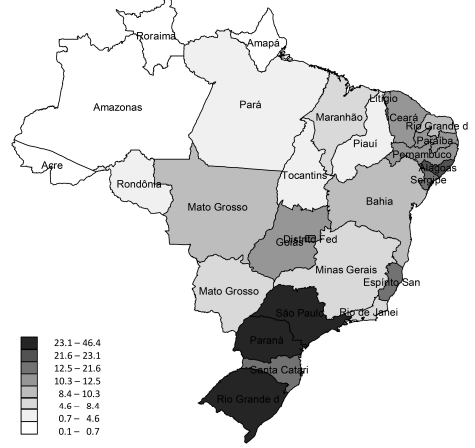 Roraima
Amapá
Amazonas
Pará
Litígio
Maranhão
Ceará
Rio Grande d
Paraíba
Piauí
Pernambuco
Acre
Alagoas
Rondônia
Tocantins
Sergipe
Mato Grosso
Bahia
Distrito Fed
Goiás
Minas Gerais
Espírito San
Mato Grosso
São Paulo
Rio de Janei
Paraná
Santa Catari
Rio Grande d
23.1 – 46.4
21.6 – 23.1
12.5 – 21.6
10.3 – 12.5
8.4 – 10.3
4.6 – 8.4
0.7 – 4.6
0.1 – 0.7